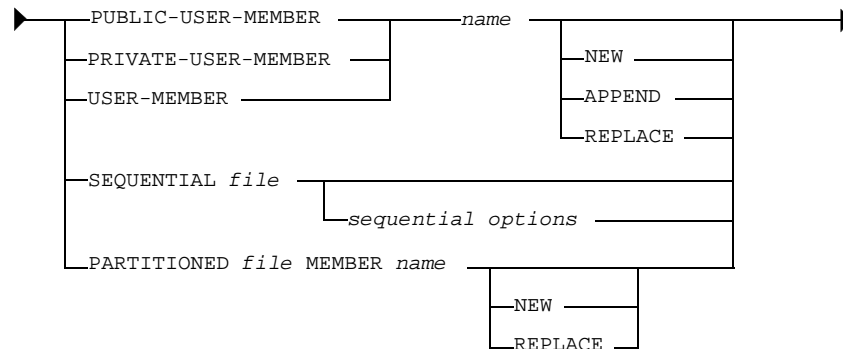 PUBLIC-USER-MEMBER name
PRIVATE-USER-MEMBER NEW
USER-MEMBER APPEND
REPLACE
SEQUENTIAL file
sequential options
PARTITIONED file MEMBER name
NEW
REPLACE